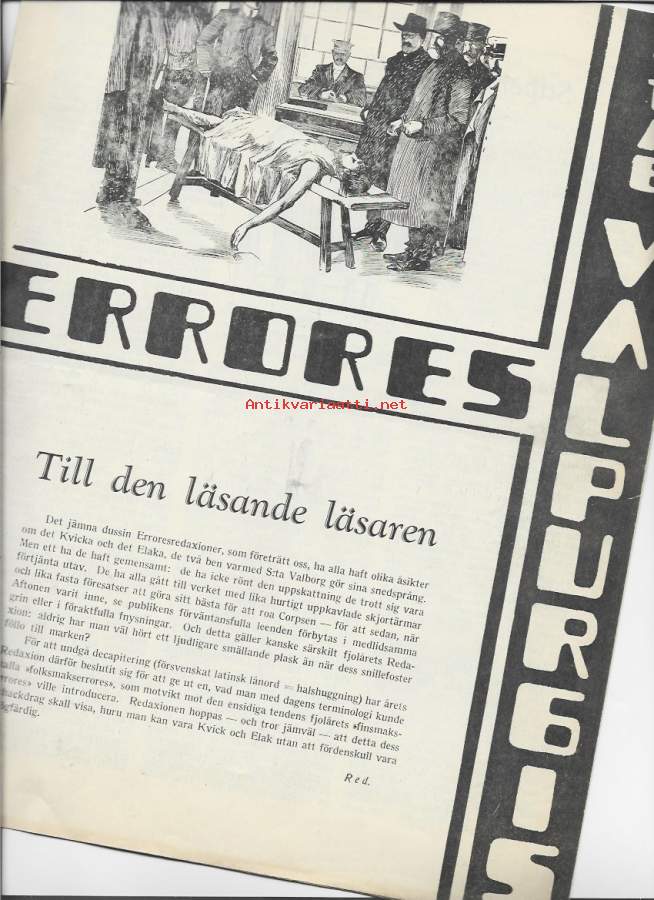 ERRORES
VALPURGIS
Antikvariaatti.net
Till den läsande läsaren
Det jämna dussin Erroresredaxioner, som företrätt oss, ha alla haft olika åsikter
om det Kvicka och det Elaka, de två ben varmed S:ta Valborg gör sina snedsprång.
Men ett ha de haft gemensamt: de ha icke rönt den uppskattning de trott sig vara
förtjänta utav. De ha alla gått till verket med lika hurtigt uppkavlade skjortärmar
och lika fasta föresatser att göra sitt bästa för att roa Corpsen — för att sedan, när
Aftonen varit inne, se publikens förväntansfulla leenden förbytas i medlidsamma
grin eller i föraktfulla fnysningar. Och detta gäller kanske särskilt fjolårets Reda-
xion: aldrig har man väl hört ett ljudligare smällande plask än när dess snillefoster
föllo till marken?
För att undgå decapitering (försvenskat latinsk länord = halshuggning) har årets
Redaxion därför beslutit sig för att ge ut en, vad man med dagens terminologi kunde
kalla »folksmakserrores», som motvikt mot den ensidiga tendens fjolårets »finsmaks-
errores» ville introducera. Redaxionen hoppas — och tror jämväl — att detta dess
skall visa, huru man kan vara Kvick och Elak utan att fördenskull vara
Red.